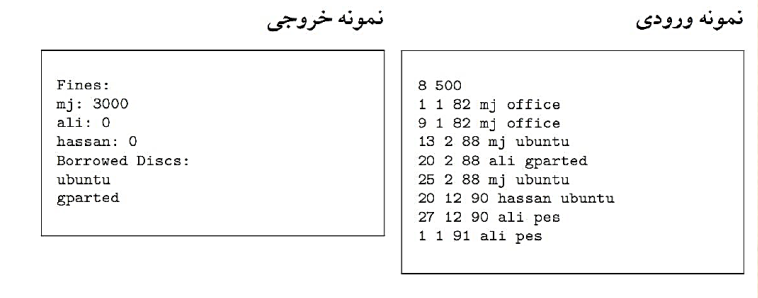 نمونه ورودی
8 500
1 1 82 mj office
9 1 82 mj office
13 2 88 mj ubuntu
20 2 88 ali gparted
25 2 88 mj ubuntu
20 12 90 hassan ubuntu
27 12 90 ali pes
1 1 91 ali pes
نمونه خروجی
Fines:
mj: 3000
ali: 0
hassan: 0
Borrowed Discs:
ubuntu
gparted